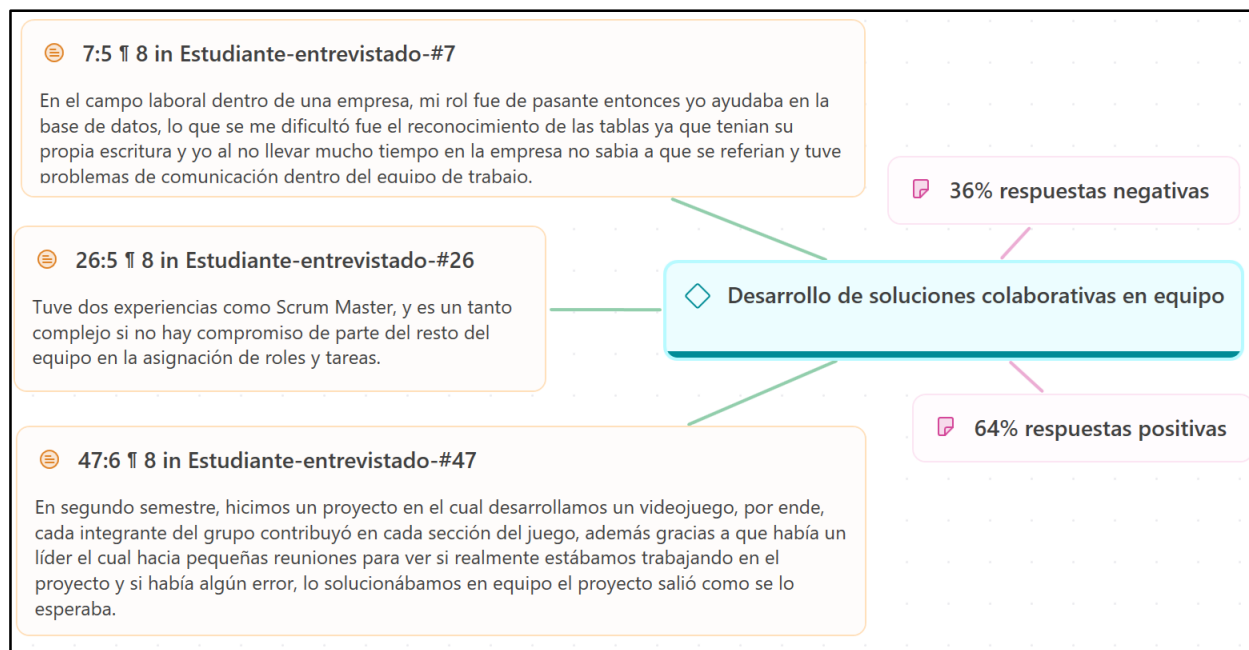 7:5 ¶ 8 in Estudiante-entrevistado-#7
En el campo laboral dentro de una empresa, mi rol fue de pasante entonces yo ayudaba en la
base de datos, lo que se me dificultó fue el reconocimiento de las tablas ya que tenian su
propia escritura y yo al no llevar mucho tiempo en la empresa no sabia a que se referian y tuve
problemas de comunicación dentro del equipo de trabajo.
36% respuestas negativas
26:5 ¶ 8 in Estudiante-entrevistado-#26
Tuve dos experiencias como Scrum Master, y es un tanto
complejo si no hay compromiso de parte del resto del
equipo en la asignación de roles y tareas.
Desarrollo de soluciones colaborativas en equipo
64% respuestas positivas
47:6 ¶ 8 in Estudiante-entrevistado-#47
En segundo semestre, hicimos un proyecto en el cual desarrollamos un videojuego, por ende,
cada integrante del grupo contribuyó en cada sección del juego, además gracias a que había un
líder el cual hacia pequeñas reuniones para ver si realmente estábamos trabajando en el
proyecto y si había algún error, lo solucionábamos en equipo el proyecto salió como se lo
esperaba.